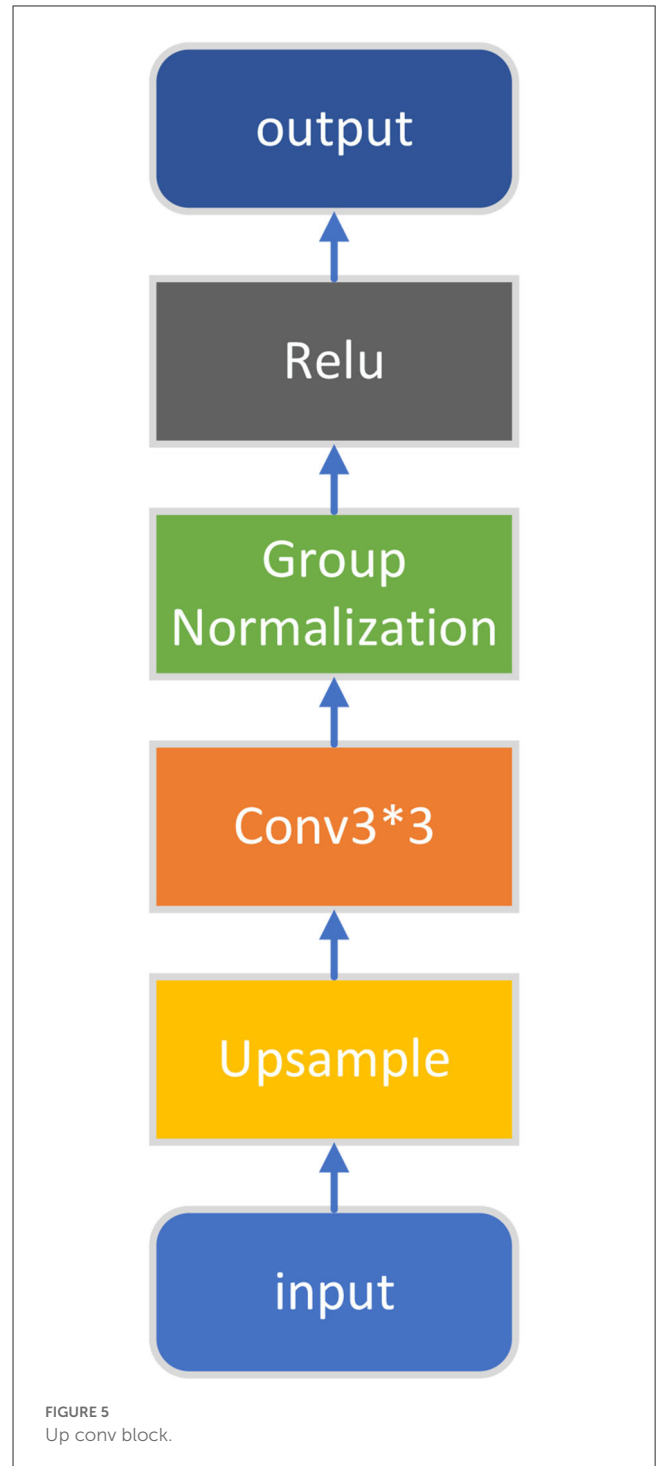 output
Relu
Group
Normalization
Conv3*3
Upsample
input
FIGURE 5
Up conv block.